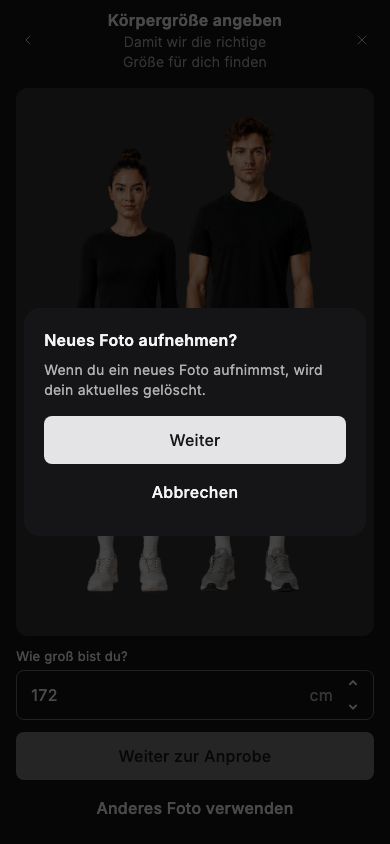 Körpergröße angeben
Damit wir die richtige
Größe für dich finden
Neues Foto aufnehmen?
Wenn du ein neues Foto aufnimmst, wird
dein aktuelles gelöscht.
Weiter
Abbrechen
Wie groß bist du?
172 cm
Weiter zur Anprobe
Anderes Foto verwenden